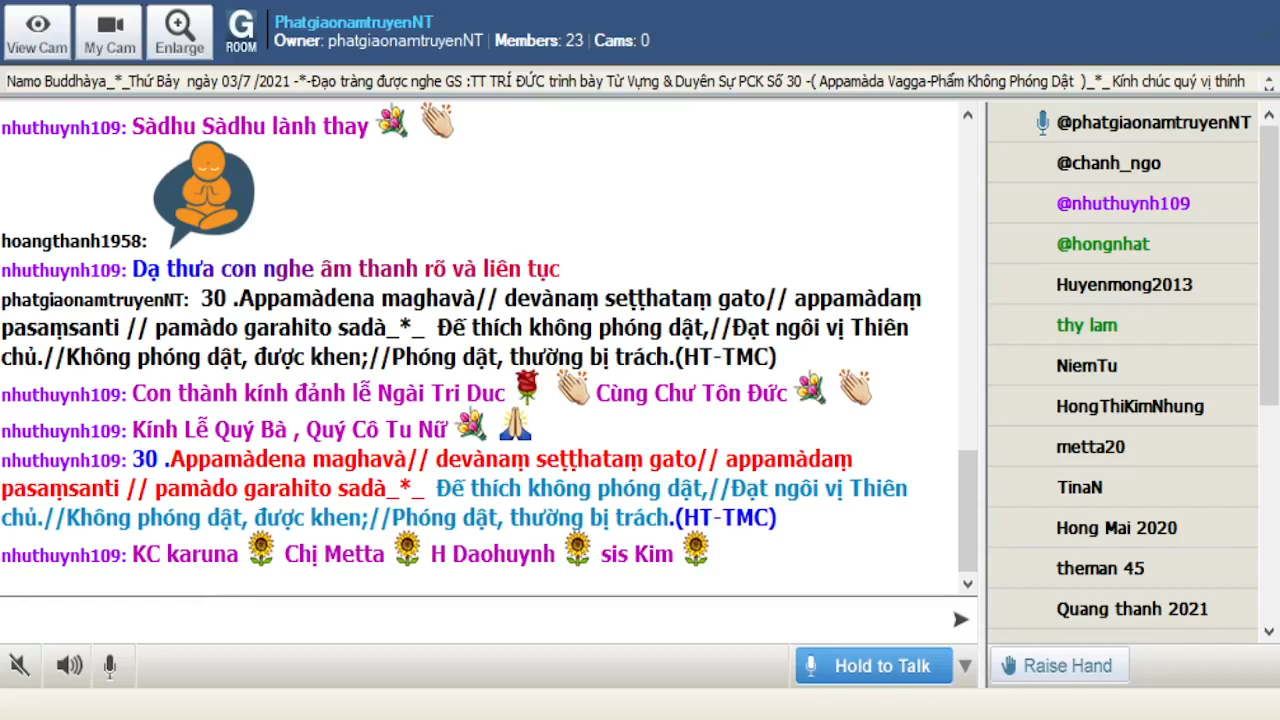 View Cam
My Cam
Enlarge
G
ROOM
PhatgiaonamtruyenNT
Owner: phatgiaonamtruyenNT | Members: 23 | Cams: 0
Namo Buddhàya_*_Thứ Bảy ngày 03/7 /2021 -*-Đạo tràng được nghe GS :TT TRÍ ĐỨC trình bày Từ Vựng & Duyên Sự PCK Số 30 -( Appamàda Vagga-Phẩm Không Phóng Dật )_*_ Kính chúc quý vị thính
nhuthuynh109: Sàdhu Sàdhu lành thay
hoangthanh1958:
nhuthuynh109: Dạ thưa con nghe âm thanh rõ và liên tục
phatgiaonamtruyenNT: 30 .Appamàdena maghavà// devànaṃ seṭṭhataṃ gato// appamàdaṃ
pasaṃsanti // pamàdo garahito sadà_*_ Đế thích không phóng dật,//Đạt ngôi vị Thiên
chủ.//Không phóng dật, được khen;//Phóng dật, thường bị trách.(HT-TMC)
nhuthuynh109: Con thành kính đảnh lễ Ngài Tri Duc Cùng Chư Tôn Đức
nhuthuynh109: Kính Lễ Quý Bà , Quý Cô Tu Nữ
nhuthuynh109: 30 .Appamàdena maghavà// devànaṃ seṭṭhataṃ gato// appamàdaṃ
pasaṃsanti // pamàdo garahito sadà_*_ Đế thích không phóng dật,//Đạt ngôi vị Thiên
chủ.//Không phóng dật, được khen;//Phóng dật, thường bị trách.(HT-TMC)
nhuthuynh109: KC karuna Chị Metta H Daohuynh sis Kim
@phatgiaonamtruyenNT
@chanh_ngo
@nhuthuynh109
@hongnhat
Huyenmong2013
thy lam
NiemTu
HongThiKimNhung
metta20
TinaN
Hong Mai 2020
theman 45
Quang thanh 2021
Hold to Talk
Raise Hand